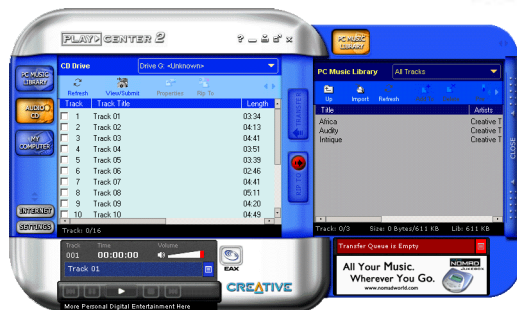 PLAY CENTER 2
PC MUSIC LIBRARY
CD Drive
Drive G: <Unknown>
PC MUSIC LIBRARY
AUDIO CD
MY COMPUTER
INTERNET
SETTINGS
Refresh View/Submit Properties Rip To
Track Track Title Length
1 Track 01 03:34
2 Track 02 04:13
3 Track 03 04:41
4 Track 04 03:51
5 Track 05 03:39
6 Track 06 02:46
7 Track 07 04:41
8 Track 08 05:11
9 Track 09 04:20
10 Track 10 04:49
Track: 0/16
TRANSFER
RIP TO
PC Music Library All Tracks
Up Import Refresh
Title Artists
Africa Creative T
Audity Creative T
Intrique Creative T
CLOSE
Track: 0/3 Size: 0 Bytes/611 KB Lib: 611 KB
Track Time Volume
001 00:00:00
Track 01
EAX
CREATIVE
More Personal Digital Entertainment Here
Transfer Queue is Empty
All Your Music.
Wherever You Go.
www.nomadworld.com
NOMAD
JUKEBOX